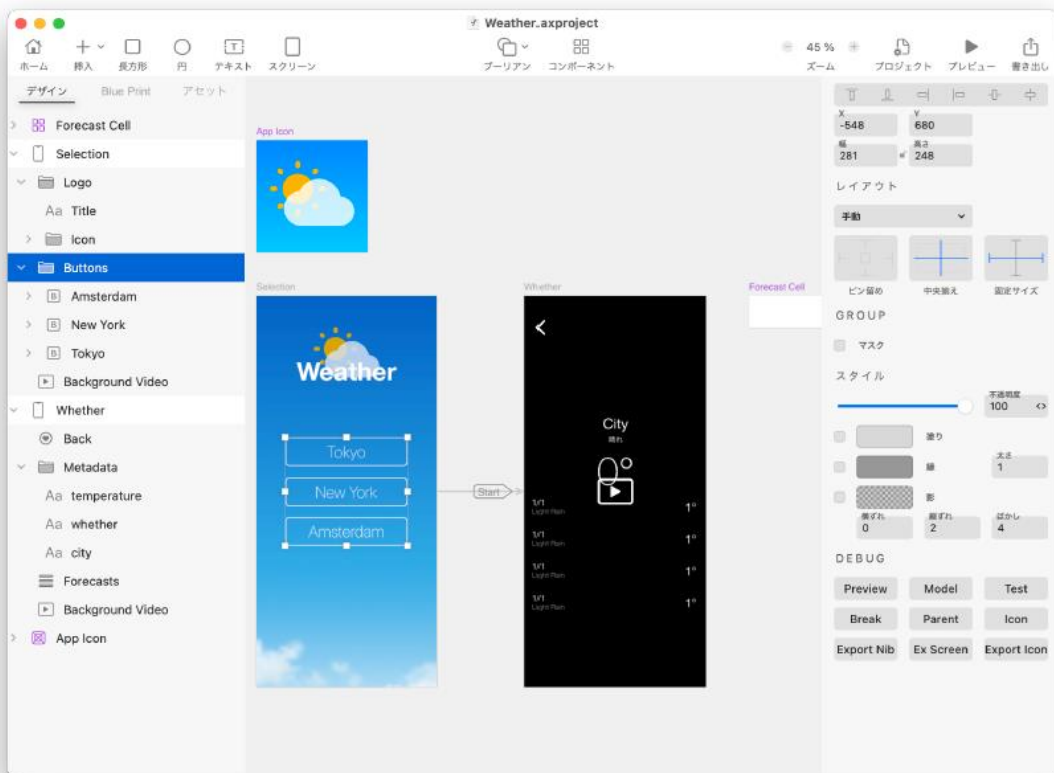 Weather.axproject
ホーム 挿入 長方形 円 テキスト スクリーン ブーリアン コンポーネント 45 % ズーム プロジェクト プレビュー 書き出し
デザイン Blue Print アセット
Forecast Cell
Selection
Logo
Aa Title
Icon
Buttons
B Amsterdam
B New York
B Tokyo
Background Video
Whether
Back
Metadata
Aa temperature
Aa whether
Aa city
Forecasts
Background Video
App Icon
App Icon
Selection
Weather
Tokyo
New York
Amsterdam
Start
Whether
City
晴れ
0°
1/1
Light Rain
1°
1/1
Light Rain
1°
1/1
Light Rain
1°
1/1
Light Rain
1°
Forecast Cell
X Y
-548 680
幅 高さ
281 248
レイアウト
手動
ピン留め 中央揃え 固定サイズ
GROUP
マスク
スタイル
不透明度
100
塗り
線 太さ 1
影
横ずれ 縦ずれ ぼかし
0 2 4
DEBUG
Preview Model Test
Break Parent Icon
Export Nib Ex Screen Export Icon